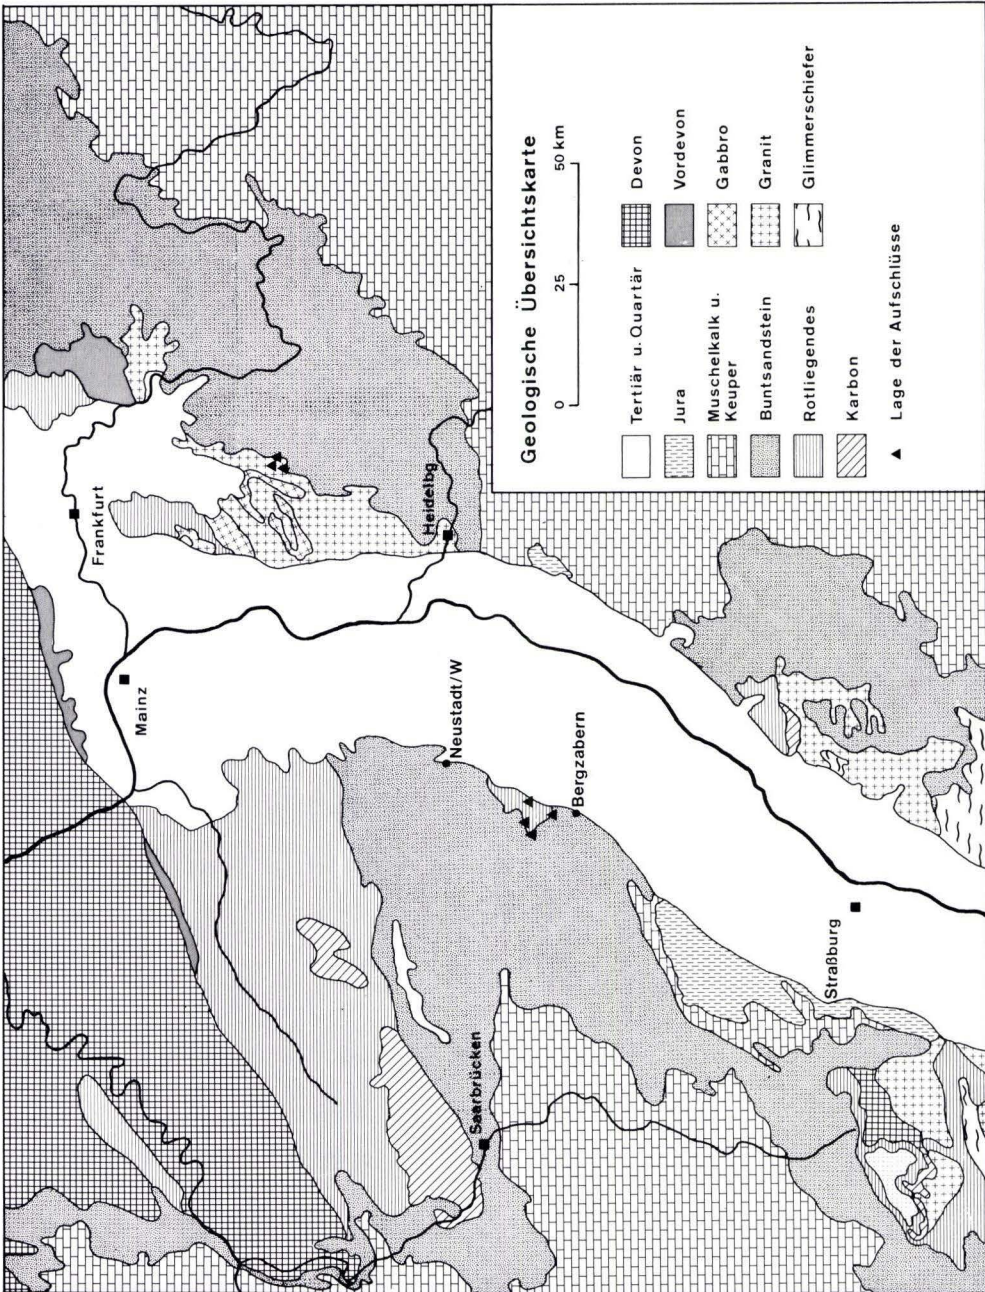 Geologische Übersichtskarte
0 25 50 km
Tertiär u. Quartär
Jura
Muschelkalk u.
Keuper
Buntsandstein
Rotliegendes
Karbon
Devon
Vordevon
Gabbro
Granit
Glimmerschiefer
Lage der Aufschlüsse
Frankfurt
Mainz
Heidelbg
Neustadt/W
Bergzabern
Saarbrücken
Straßburg